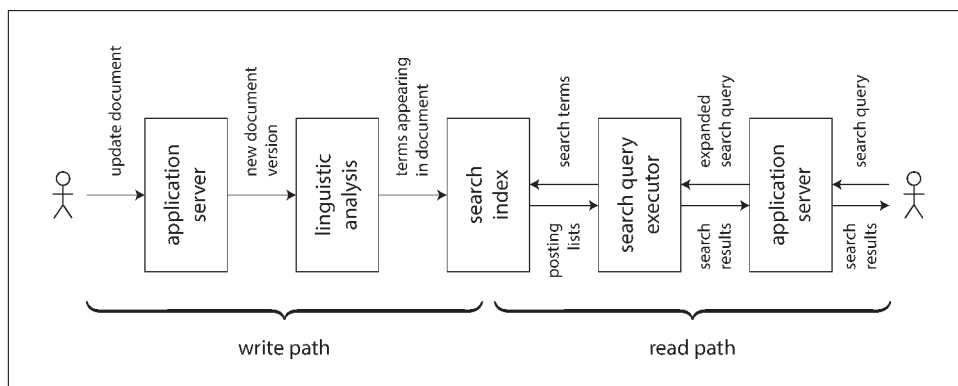 update document
application
server
new document
version
linguistic
analysis
terms appearing
in document
search
index
search terms
posting
lists
search query
executor
expanded
search query
search
results
application
server
search query
search
results
write path
read path